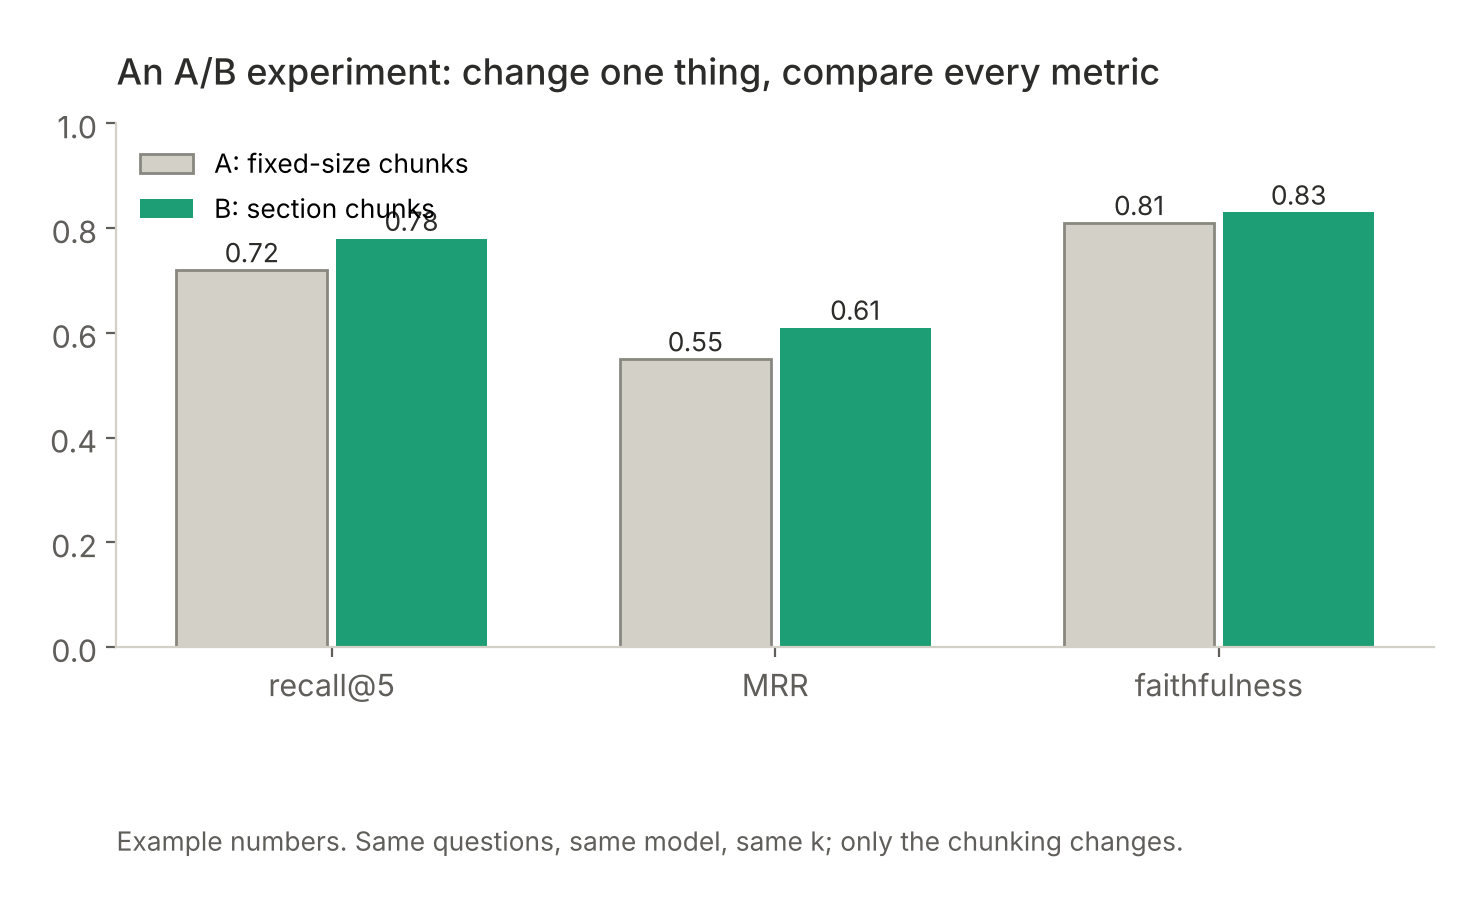 An A/B experiment: change one thing, compare every metric
1.0
0.8
0.6
0.4
0.2
0.0
A: fixed-size chunks
B: section chunks
0.72
0.78
0.55
0.61
0.81
0.83
recall@5
MRR
faithfulness
Example numbers. Same questions, same model, same k; only the chunking changes.